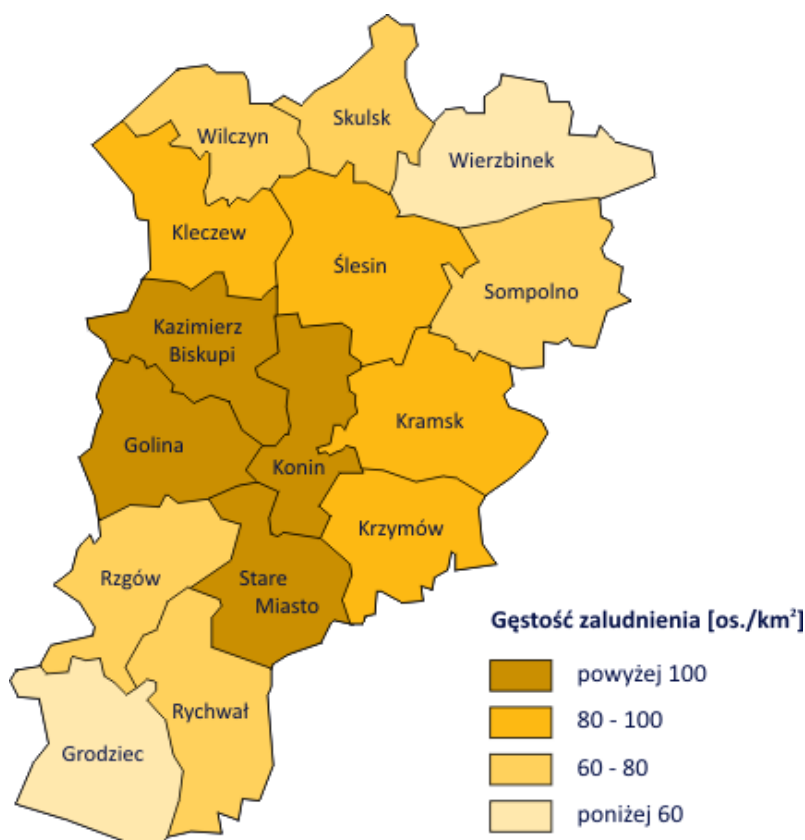 Skulsk
Wilczyn
Wierzbinek
Kleczew
Ślesin
Sompolno
Kazimierz
Biskupi
Kramsk
Golina
Konin
Krzymów
Rzgów
Stare
Miasto
Rychwał
Grodziec
Gęstość zaludnienia [os./km²]
powyżej 100
80 - 100
60 - 80
poniżej 60